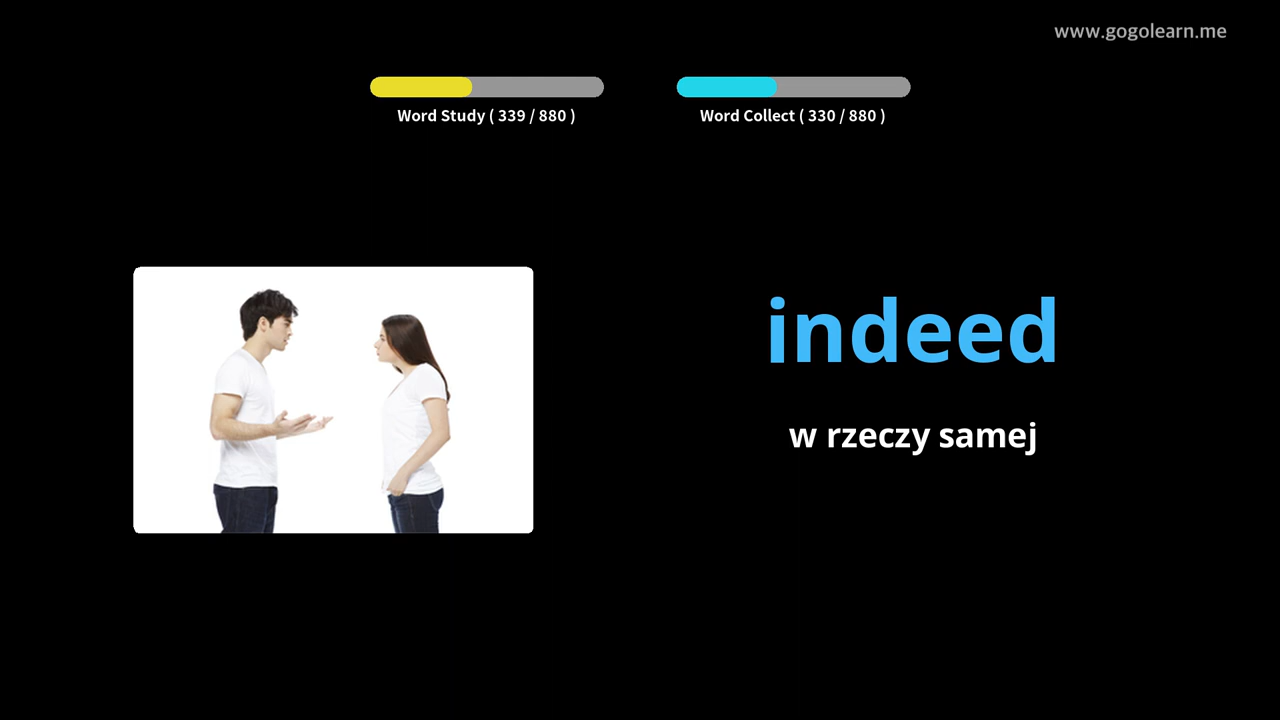 www.gogolearn.me
Word Study ( 339 / 880 )
Word Collect ( 330 / 880 )
indeed
w rzeczy samej